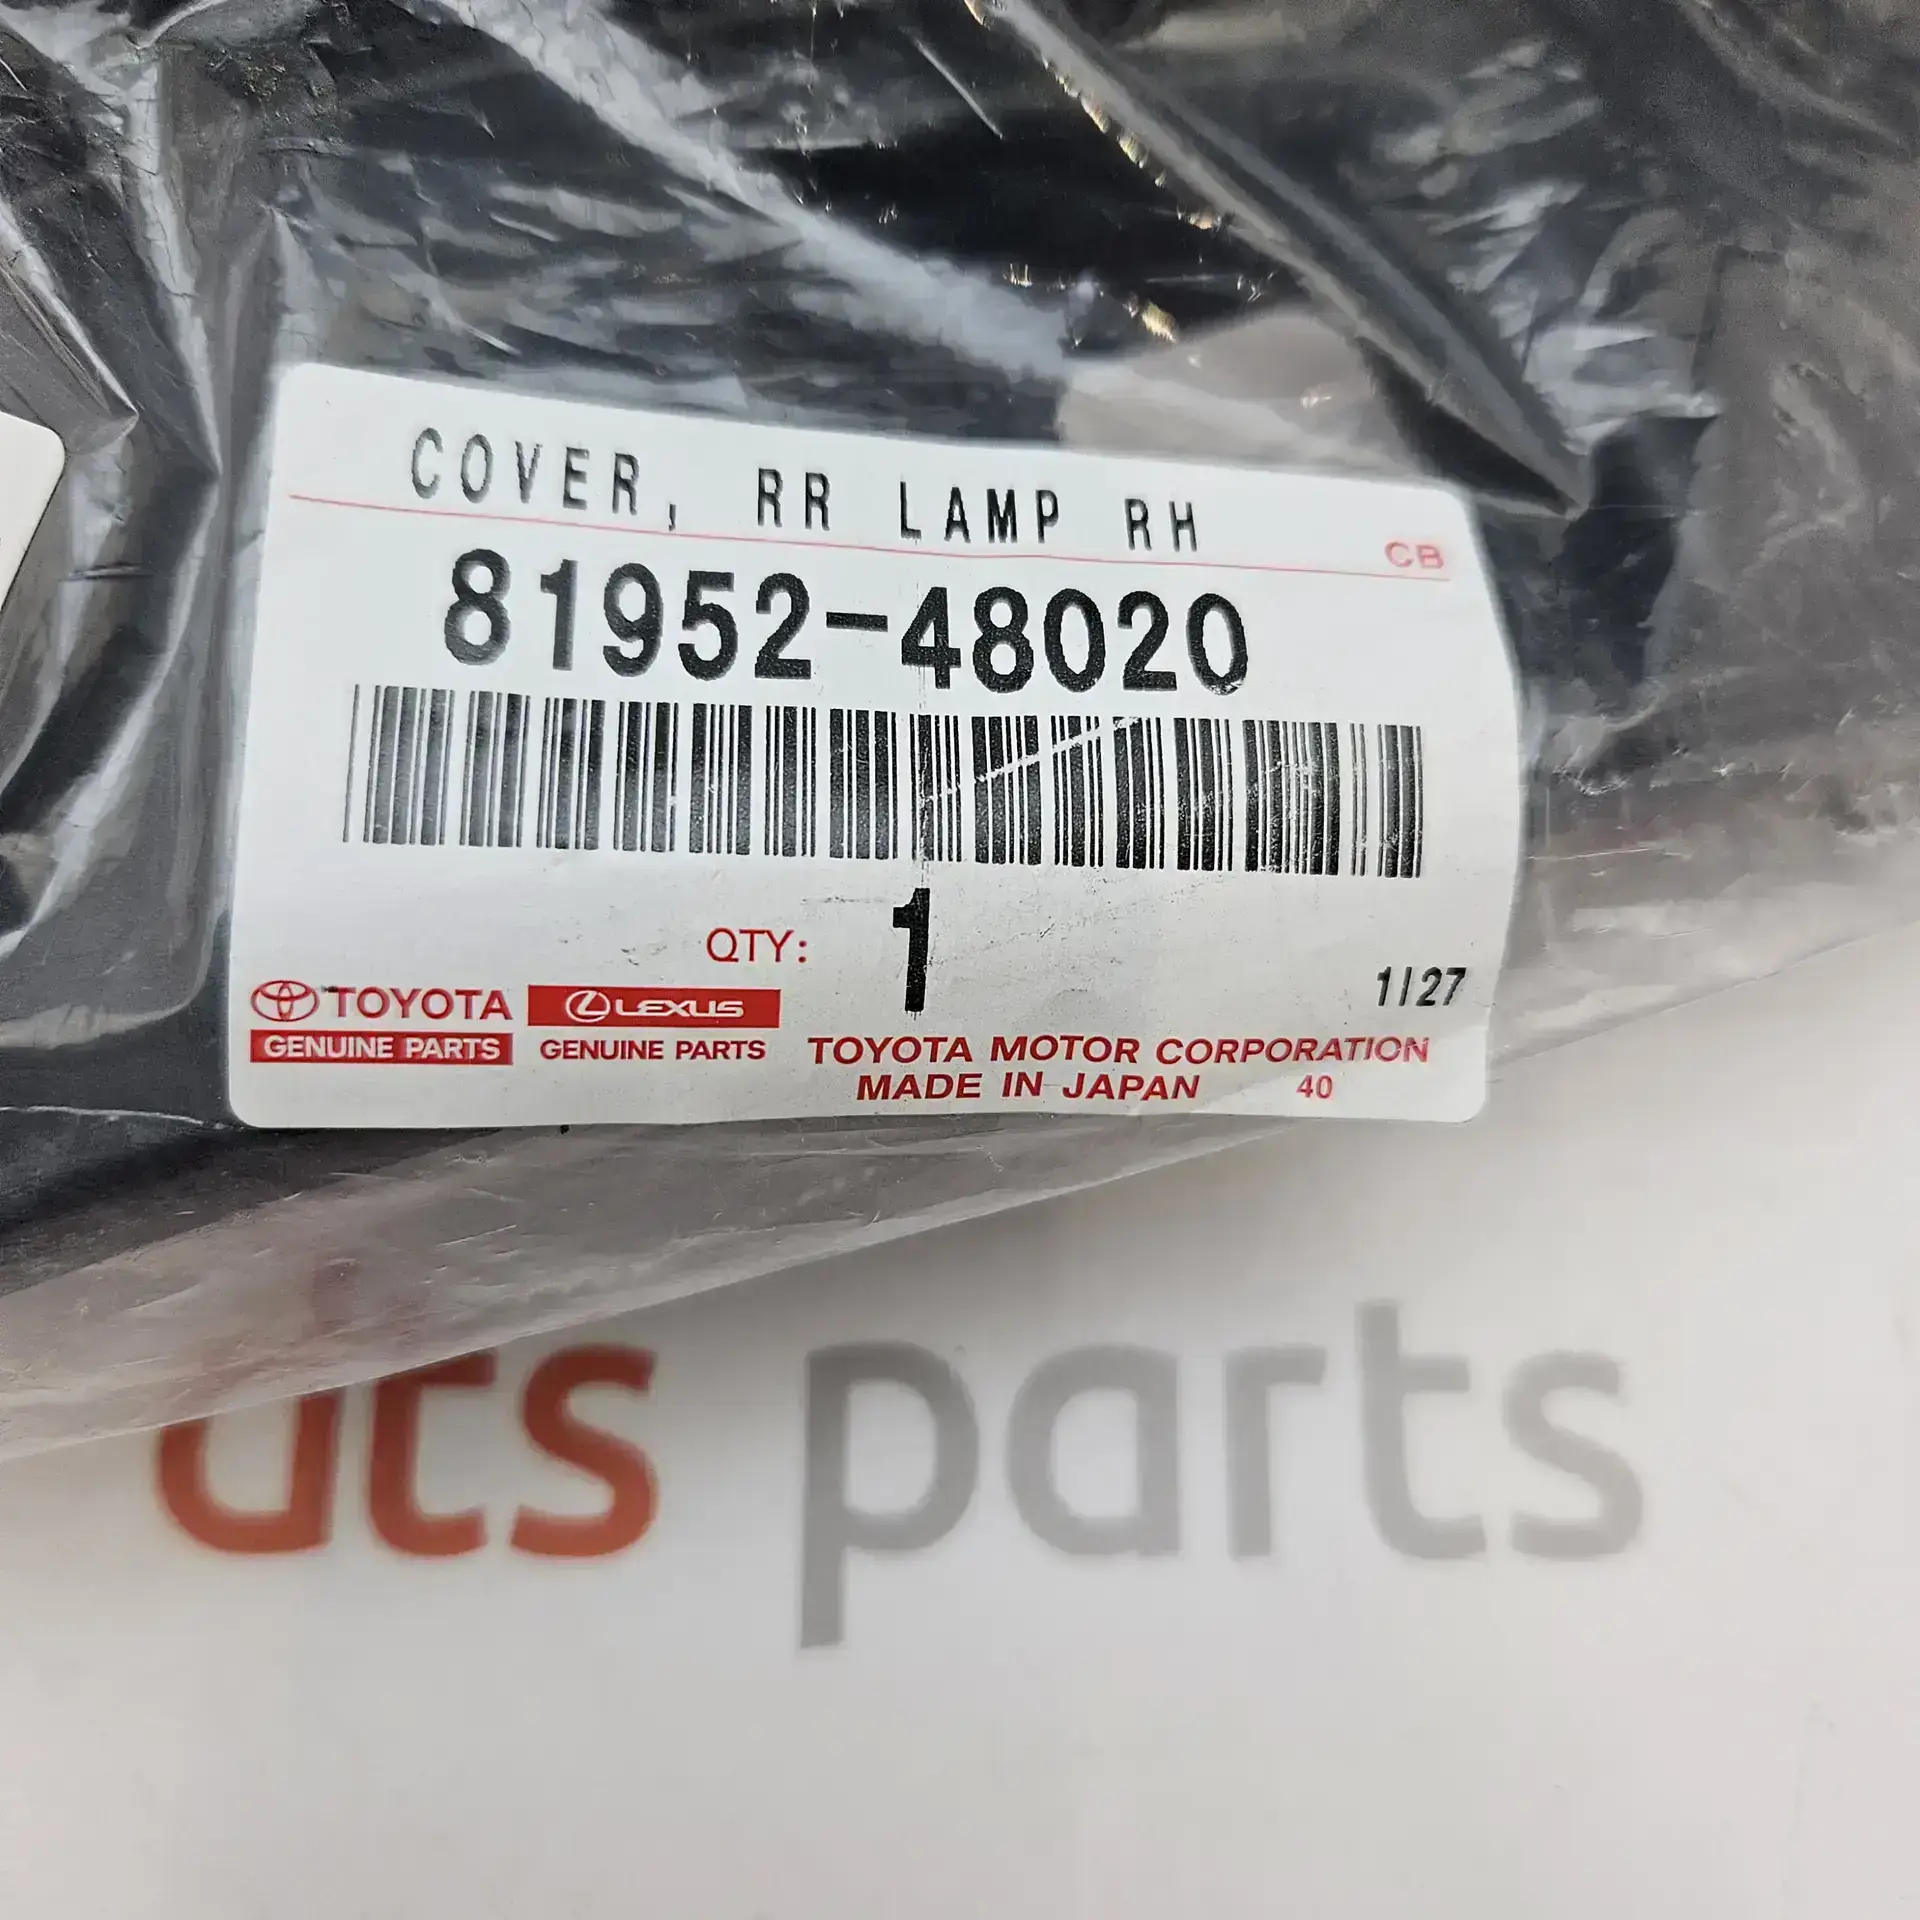 COVER, RR LAMP RH
CB
81952-48020
QTY: 1
1/27
TOYOTA
GENUINE PARTS
LEXUS
GENUINE PARTS
TOYOTA MOTOR CORPORATION
MADE IN JAPAN 40
parts